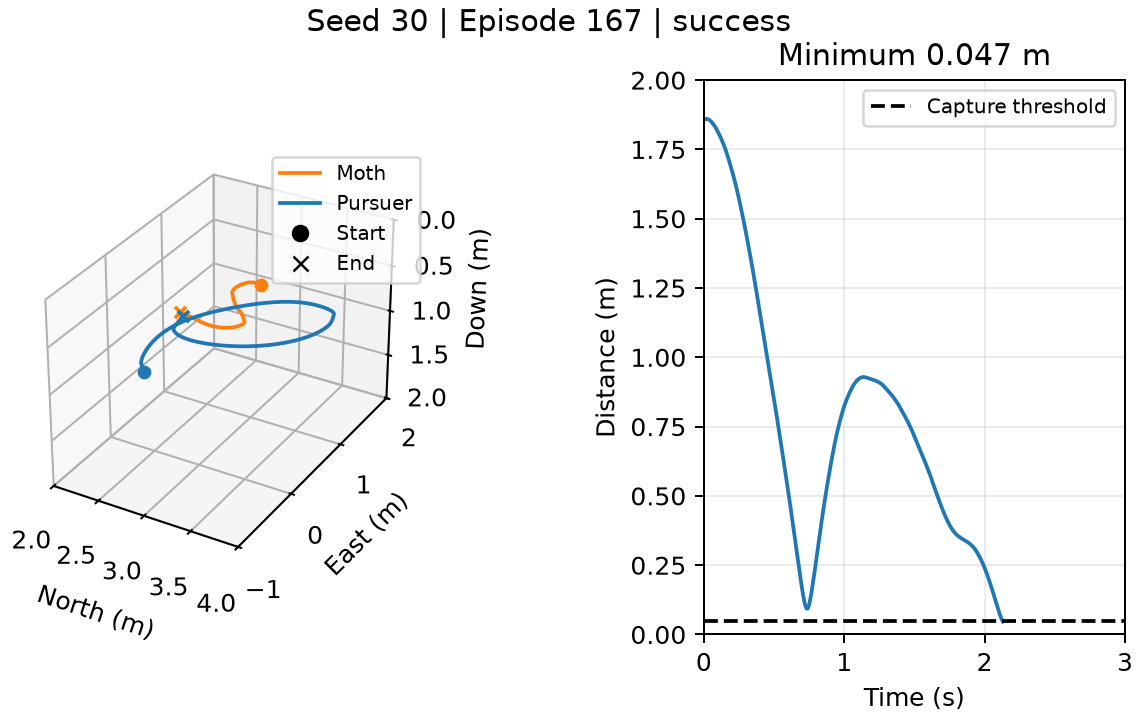 Seed 30 | Episode 167 | success
Moth
Pursuer
Start
End
0.0
0.5
1.0
1.5
2.0
Down (m)
2
1
0
−1
East (m)
2.0
2.5
3.0
3.5
4.0
North (m)
Minimum 0.047 m
Capture threshold
2.00
1.75
1.50
1.25
1.00
0.75
0.50
0.25
0.00
Distance (m)
0 1 2 3
Time (s)